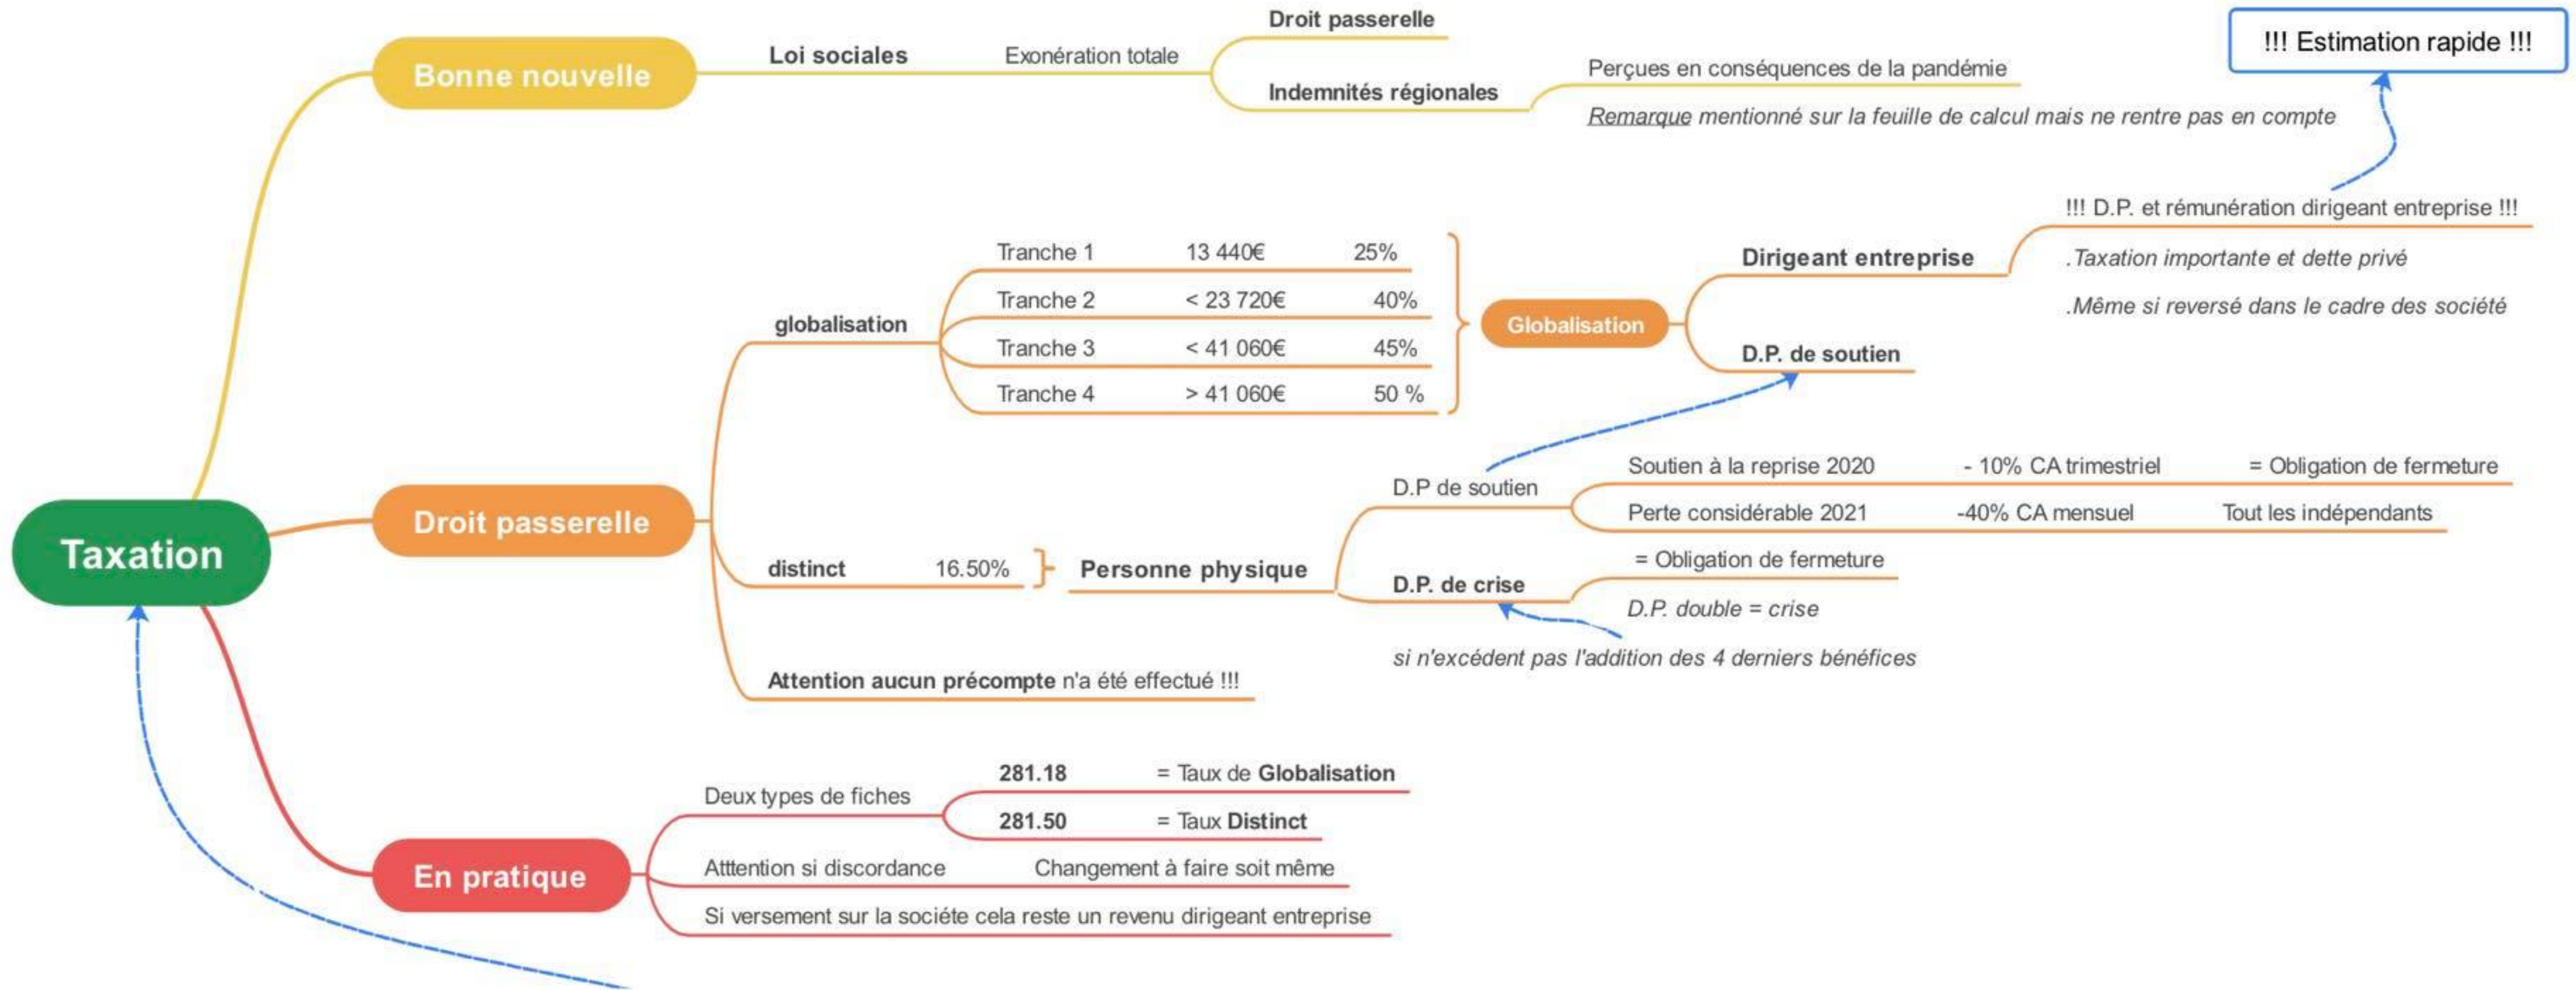 Taxation
Bonne nouvelle
Loi sociales
Exonération totale
Droit passerelle
Indemnités régionales
Perçues en conséquences de la pandémie
Remarque mentionné sur la feuille de calcul mais ne rentre pas en compte
!!! Estimation rapide !!!
Droit passerelle
globalisation
Tranche 1 13 440€ 25%
Tranche 2 < 23 720€ 40%
Tranche 3 < 41 060€ 45%
Tranche 4 > 41 060€ 50 %
Globalisation
Dirigeant entreprise
!!! D.P. et rémunération dirigeant entreprise !!!
.Taxation importante et dette privé
.Même si reversé dans le cadre des société
D.P. de soutien
distinct 16.50%
Personne physique
D.P de soutien
Soutien à la reprise 2020 - 10% CA trimestriel = Obligation de fermeture
Perte considérable 2021 -40% CA mensuel Tout les indépendants
D.P. de crise
= Obligation de fermeture
D.P. double = crise
si n'excédent pas l'addition des 4 derniers bénéfices
Attention aucun précompte n'a été effectué !!!
En pratique
Deux types de fiches
281.18 = Taux de Globalisation
281.50 = Taux Distinct
Atttention si discordance Changement à faire soit même
Si versement sur la sociéte cela reste un revenu dirigeant entreprise